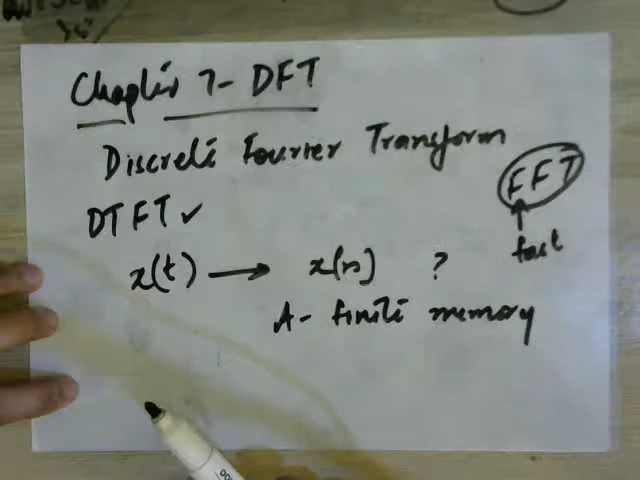 Chapter 7- DFT
Discrete Fourier Transform
FFT
DTFT ✓
fast
x(t) → x[n] ?
A- finite memory